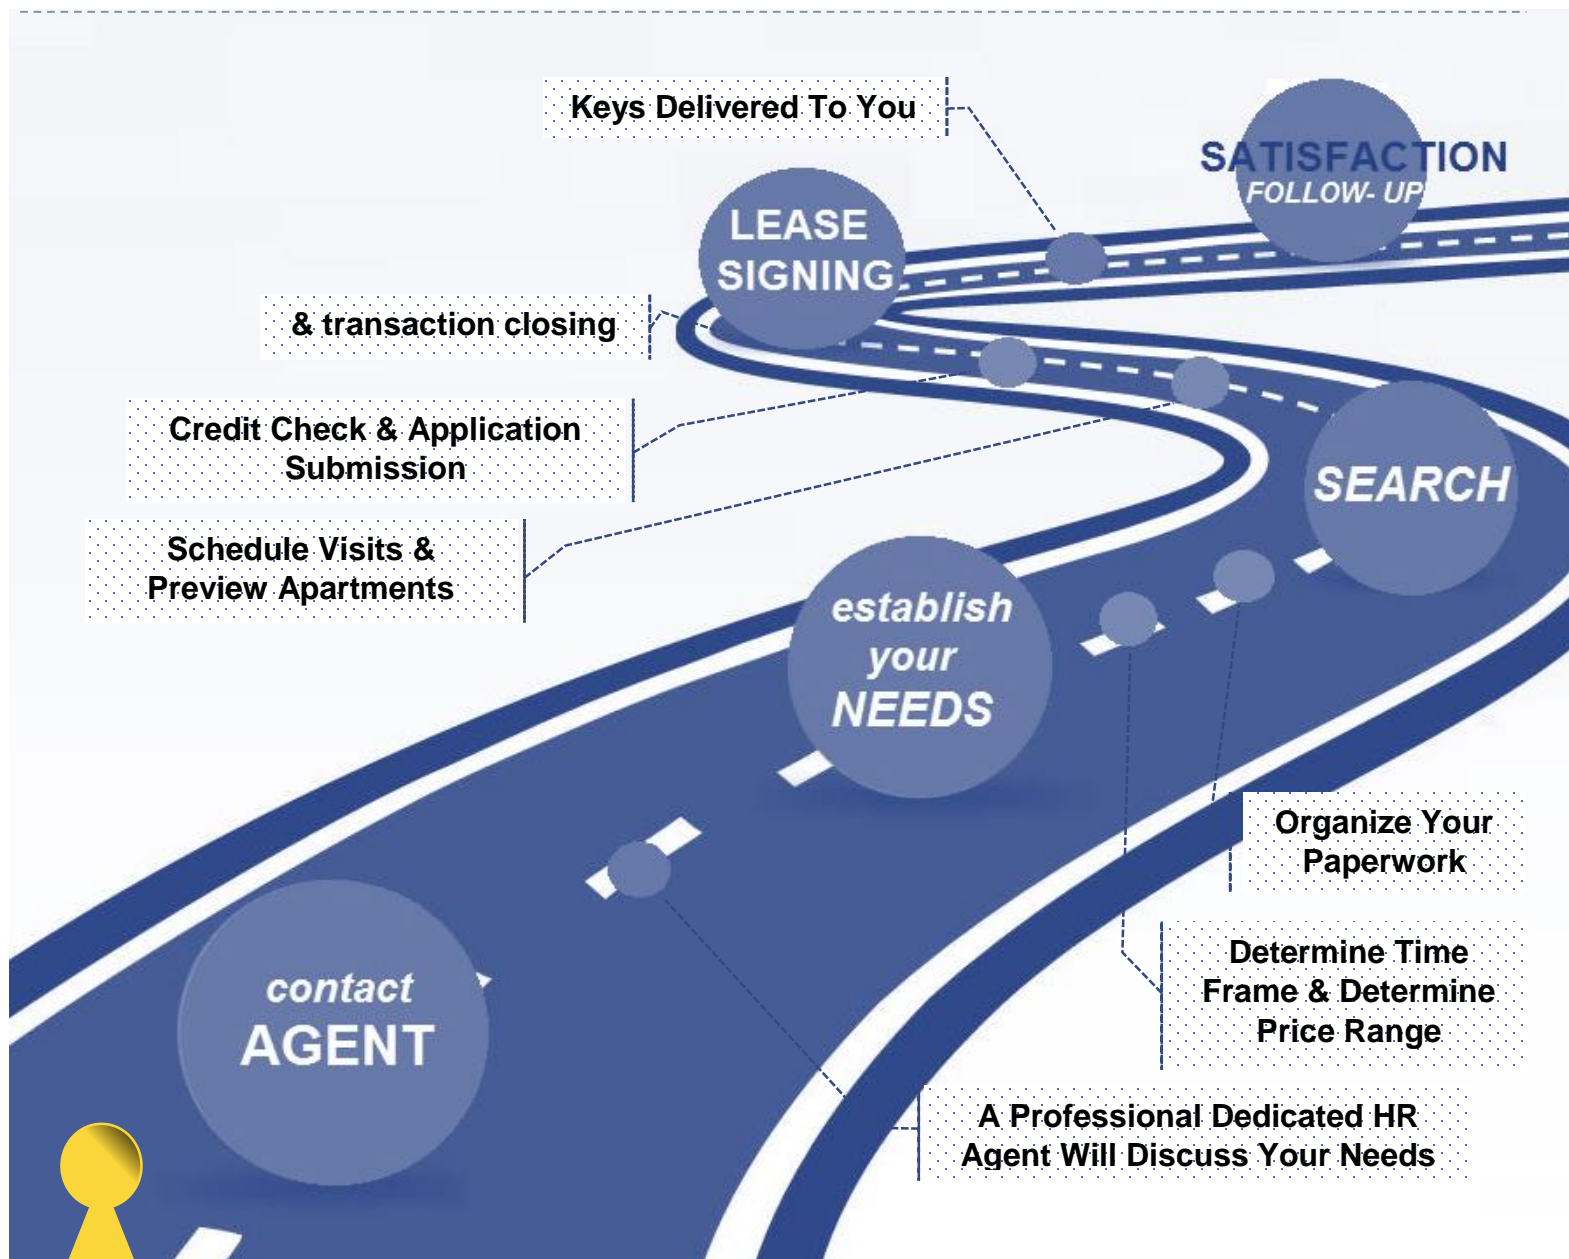 Keys Delivered To You
SATISFACTION
FOLLOW- UP
LEASE
SIGNING
& transaction closing
Credit Check & Application
Submission
SEARCH
Schedule Visits &
Preview Apartments
establish
your
NEEDS
Organize Your
Paperwork
Determine Time
Frame & Determine
Price Range
contact
AGENT
A Professional Dedicated HR
Agent Will Discuss Your Needs